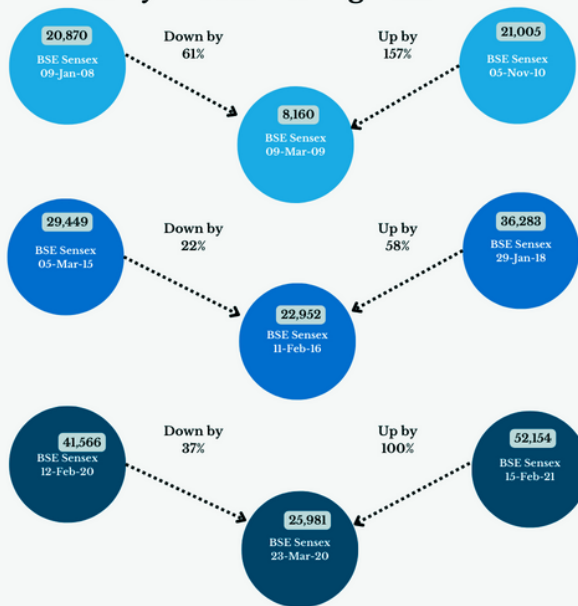 20,870
BSE Sensex
09-Jan-08
Down by
61%
Up by
157%
21,005
BSE Sensex
05-Nov-10
8,160
BSE Sensex
09-Mar-09
29,449
BSE Sensex
05-Mar-15
Down by
22%
Up by
58%
36,283
BSE Sensex
29-Jan-18
22,952
BSE Sensex
11-Feb-16
41,566
BSE Sensex
12-Feb-20
Down by
37%
Up by
100%
52,154
BSE Sensex
15-Feb-21
25,981
BSE Sensex
23-Mar-20